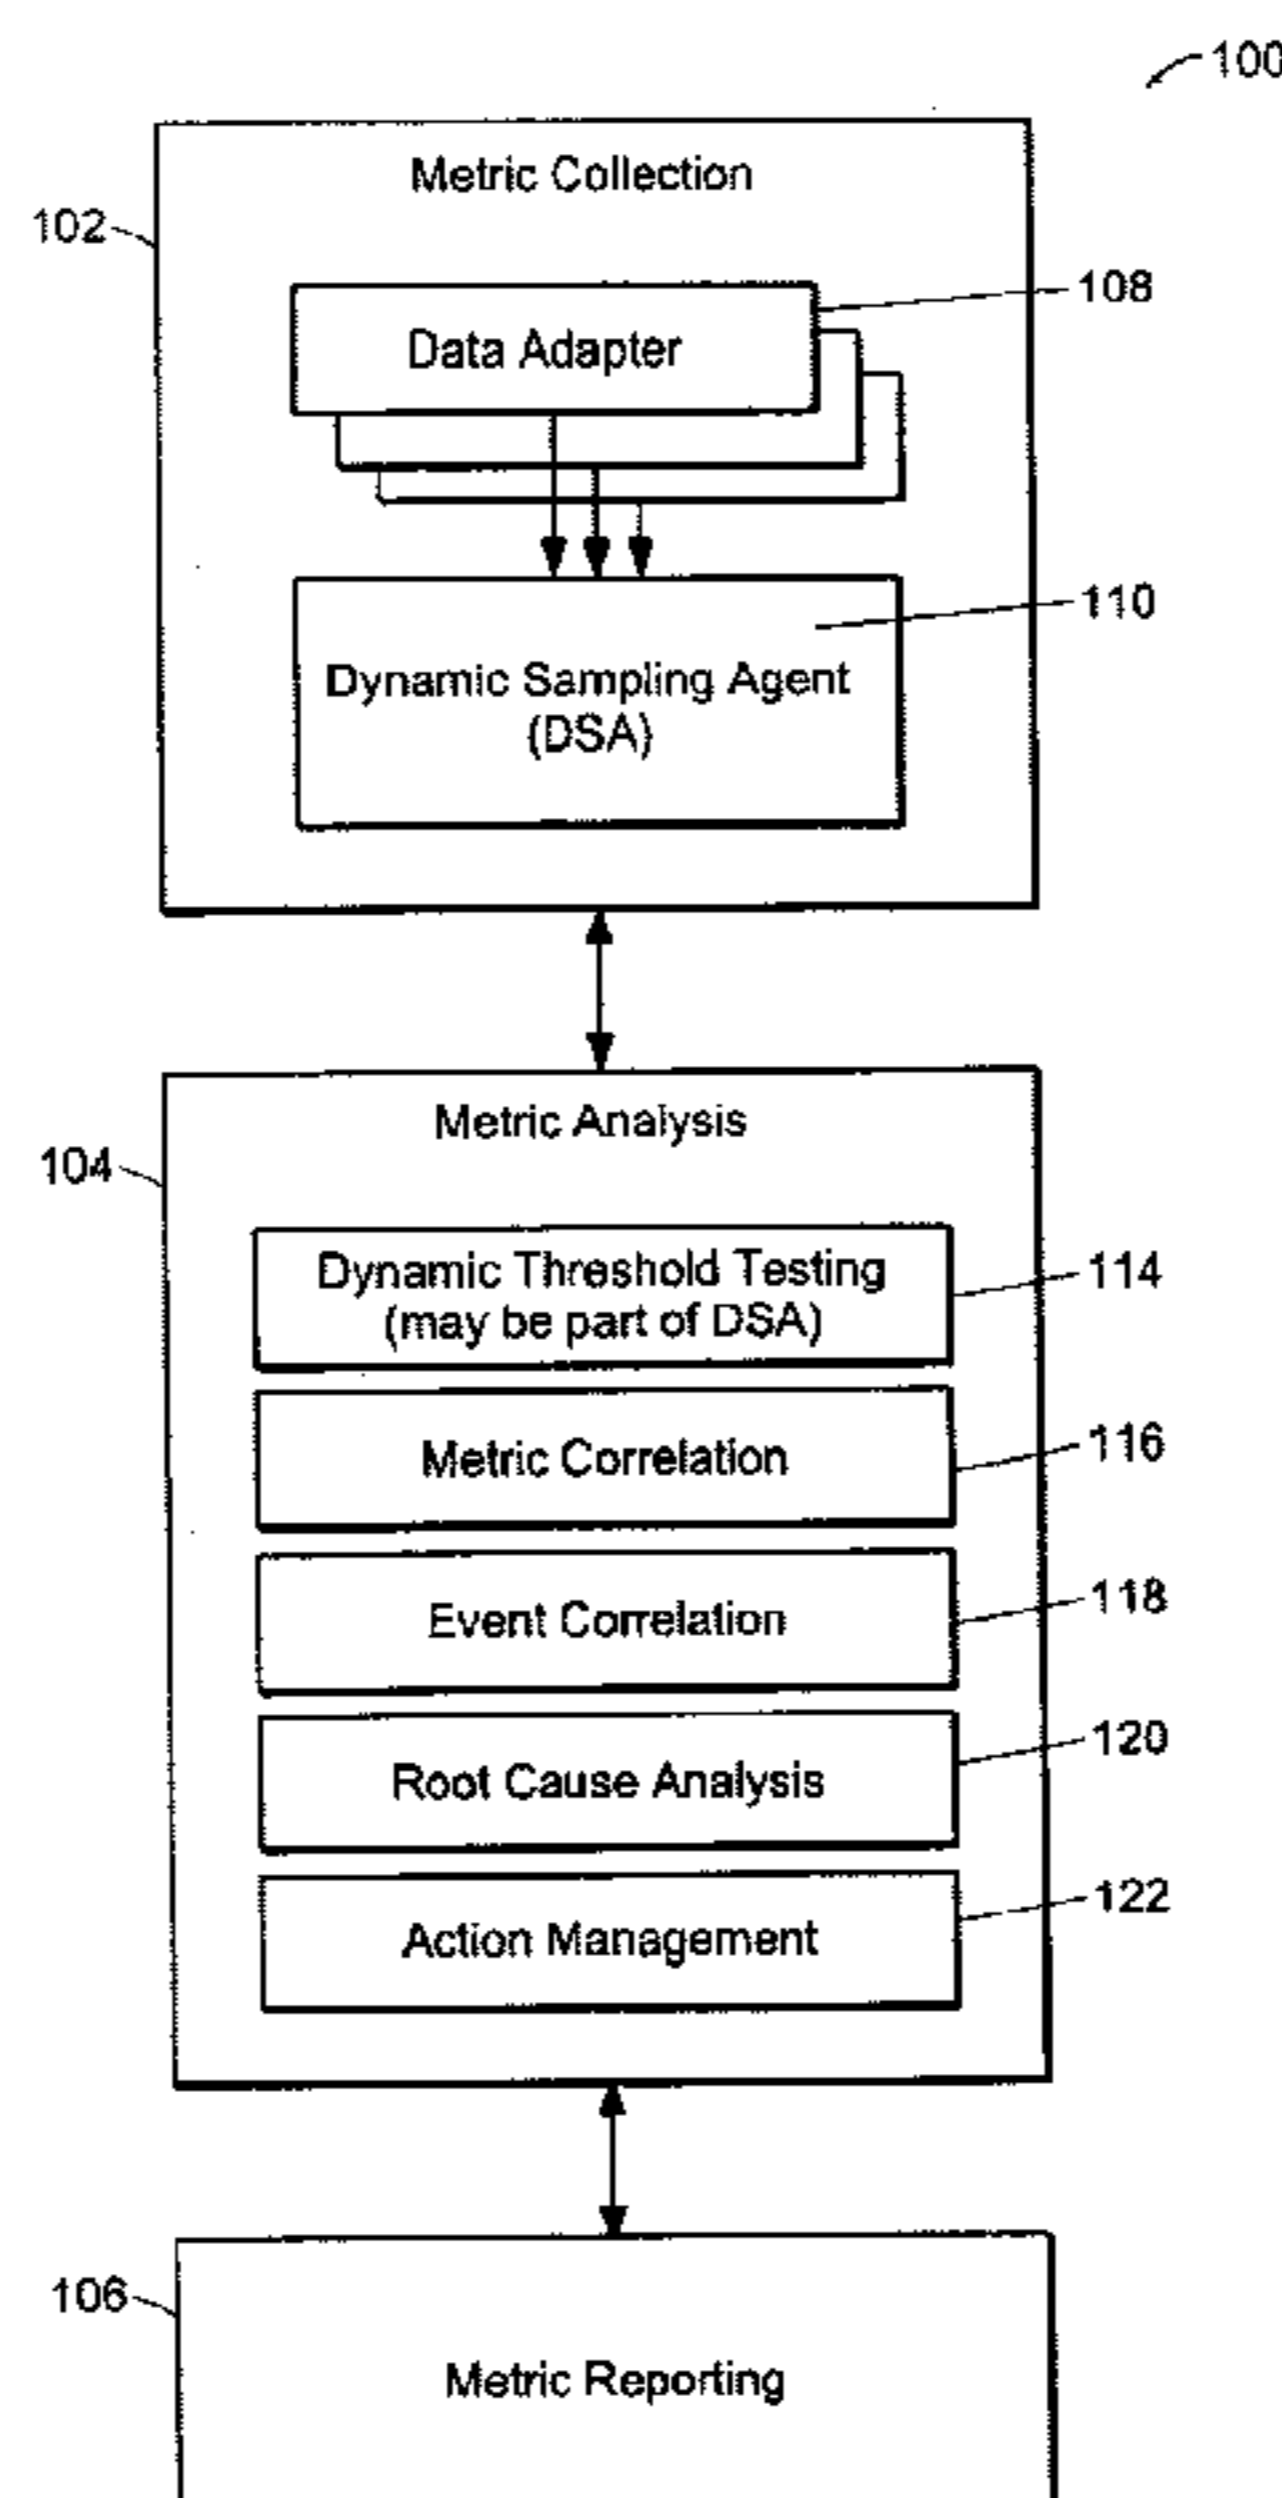 100
Metric Collection
102
108
Data Adapter
110
Dynamic Sampling Agent
(DSA)
Metric Analysis
104
Dynamic Threshold Testing
(may be part of DSA)
114
Metric Correlation
116
Event Correlation
118
Root Cause Analysis
120
Action Management
122
106
Metric Reporting